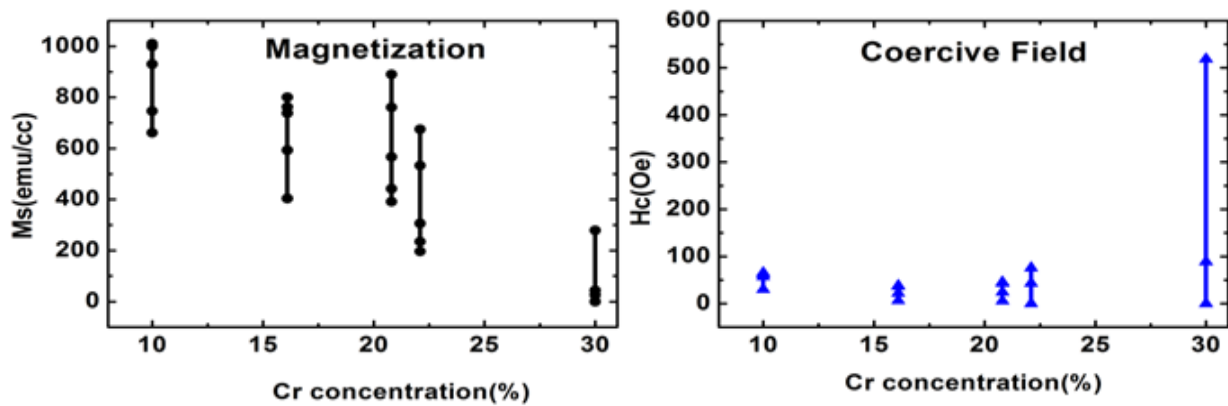 Magnetization
Ms(emu/cc)
1000
800
600
400
200
0
10 15 20 25 30
Cr concentration(%)
Coercive Field
Hc(Oe)
600
500
400
300
200
100
0
10 15 20 25 30
Cr concentration(%)